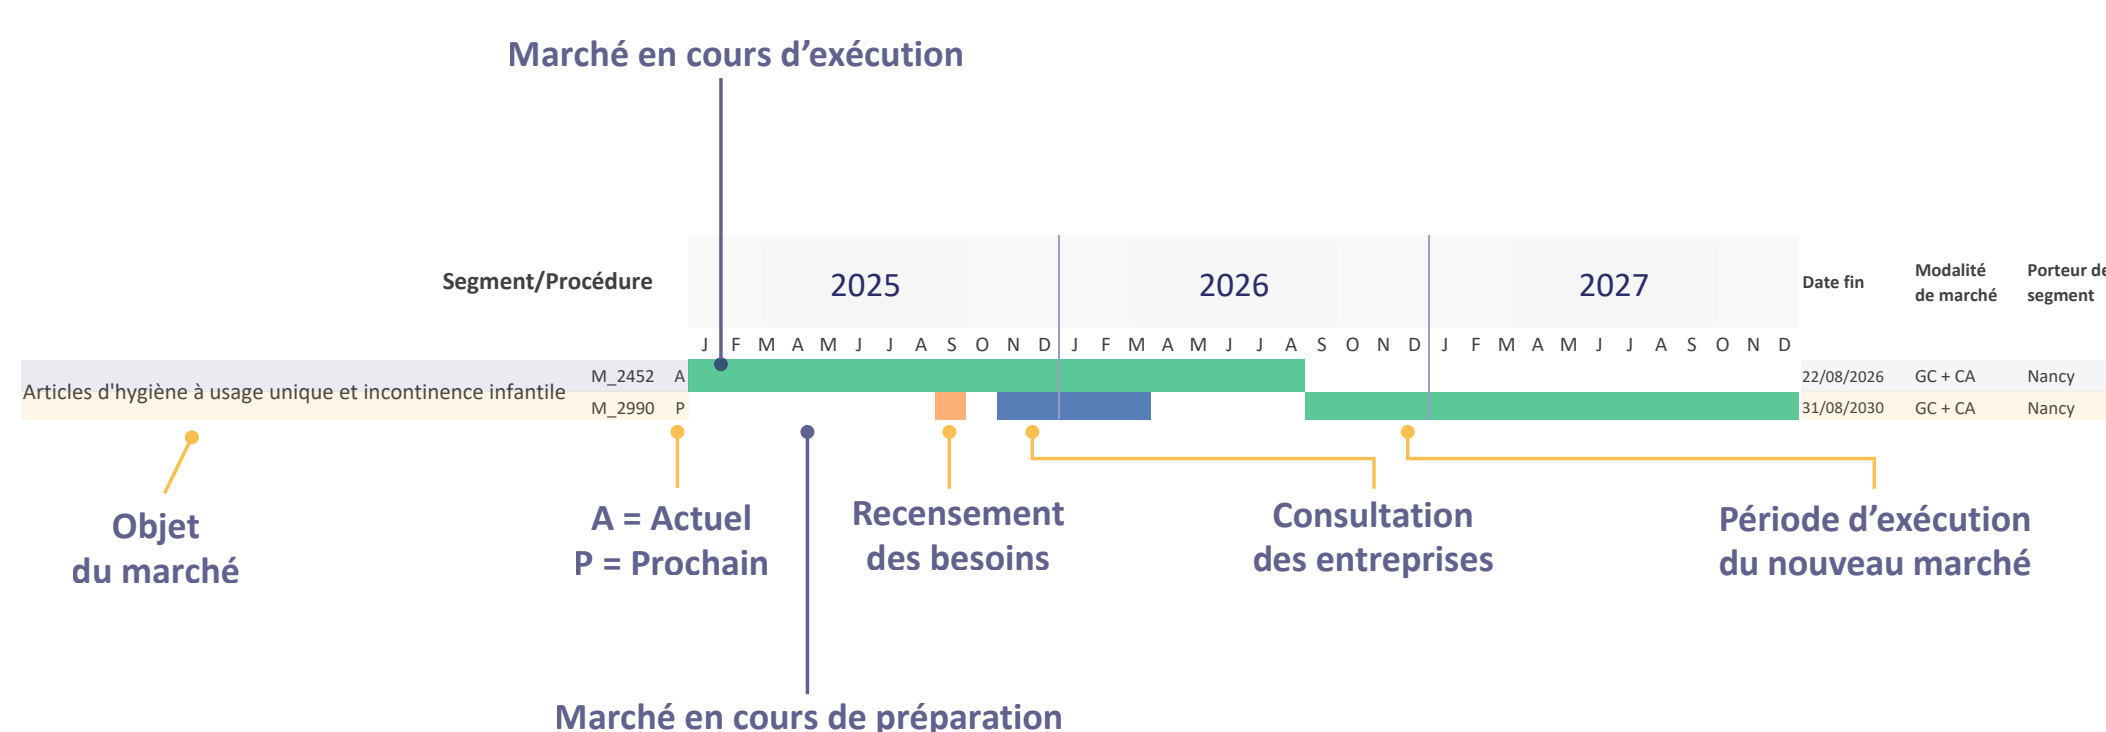 Marché en cours d’exécution
Segment/Procédure
2025
2026
2027
Date fin
Modalité
de marché
Porteur de
segment
J F M A M J J A S O N D J F M A M J J A S O N D J F M A M J J A S O N D
Articles d'hygiène à usage unique et incontinence infantile
M_2452 A
22/08/2026 GC + CA Nancy
M_2990 P
31/08/2030 GC + CA Nancy
Objet
du marché
A = Actuel
P = Prochain
Recensement
des besoins
Consultation
des entreprises
Période d’exécution
du nouveau marché
Marché en cours de préparation